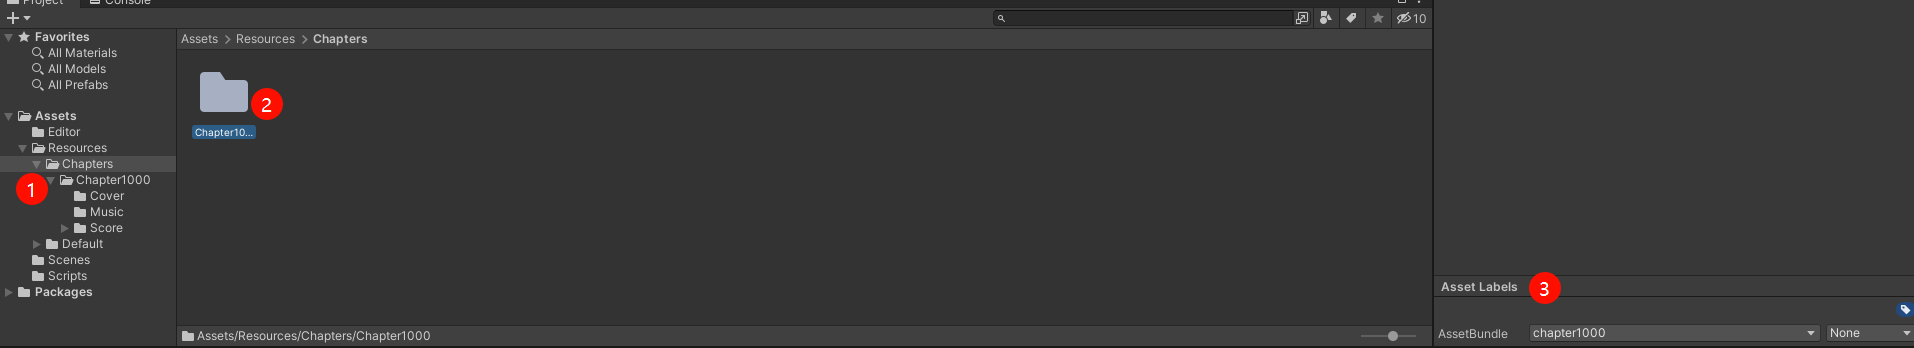 Project
Console
10
Favorites
All Materials
All Models
All Prefabs
Assets
Editor
Resources
Chapters
Chapter1000
Cover
Music
Score
Default
Scenes
Scripts
Packages
1
Assets > Resources > Chapters
2
Chapter10...
Assets/Resources/Chapters/Chapter1000
Asset Labels
3
AssetBundle chapter1000 None